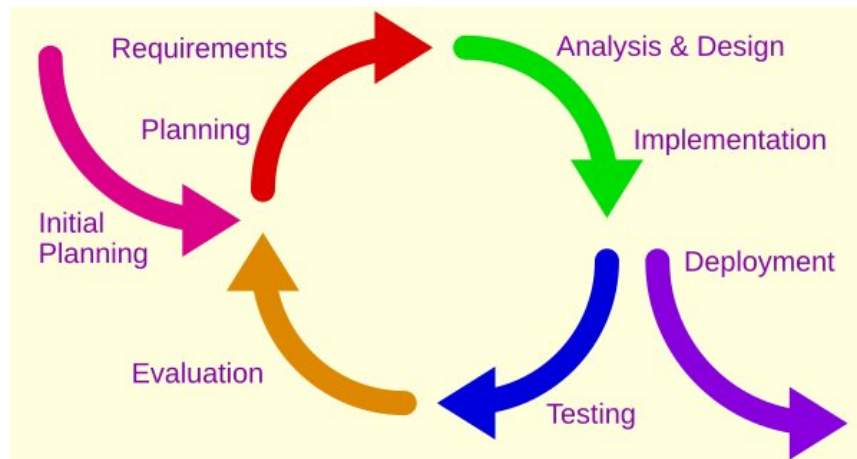 Requirements
Analysis & Design
Planning
Implementation
Initial
Planning
Deployment
Evaluation
Testing